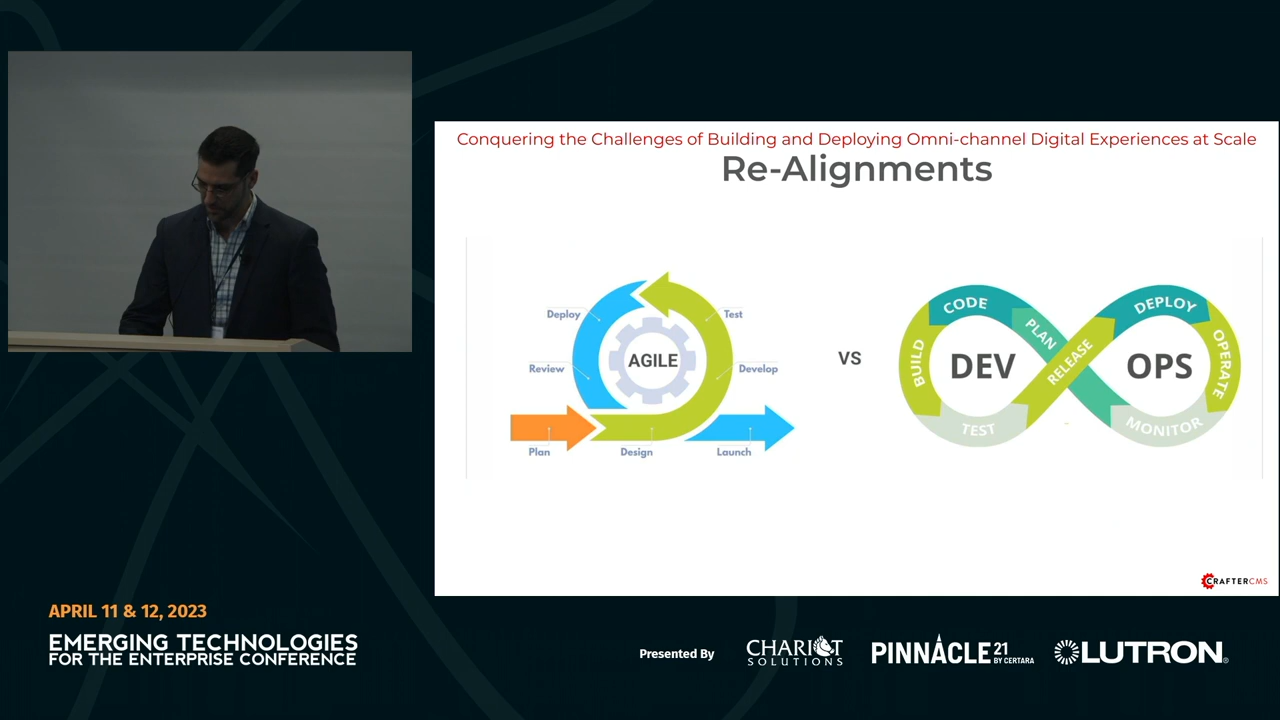 Conquering the Challenges of Building and Deploying Omni-channel Digital Experiences at Scale
Re-Alignments
Deploy
Test
AGILE
Review
Develop
Plan
Design
Launch
VS
CODE
PLAN
BUILD
DEV
RELEASE
TEST
DEPLOY
OPERATE
OPS
MONITOR
CRAFTERCMS
APRIL 11 & 12, 2023
EMERGING TECHNOLOGIES
FOR THE ENTERPRISE CONFERENCE
Presented By
CHARIOT
SOLUTIONS
PINNACLE 21
BY CERTARA
LUTRON®